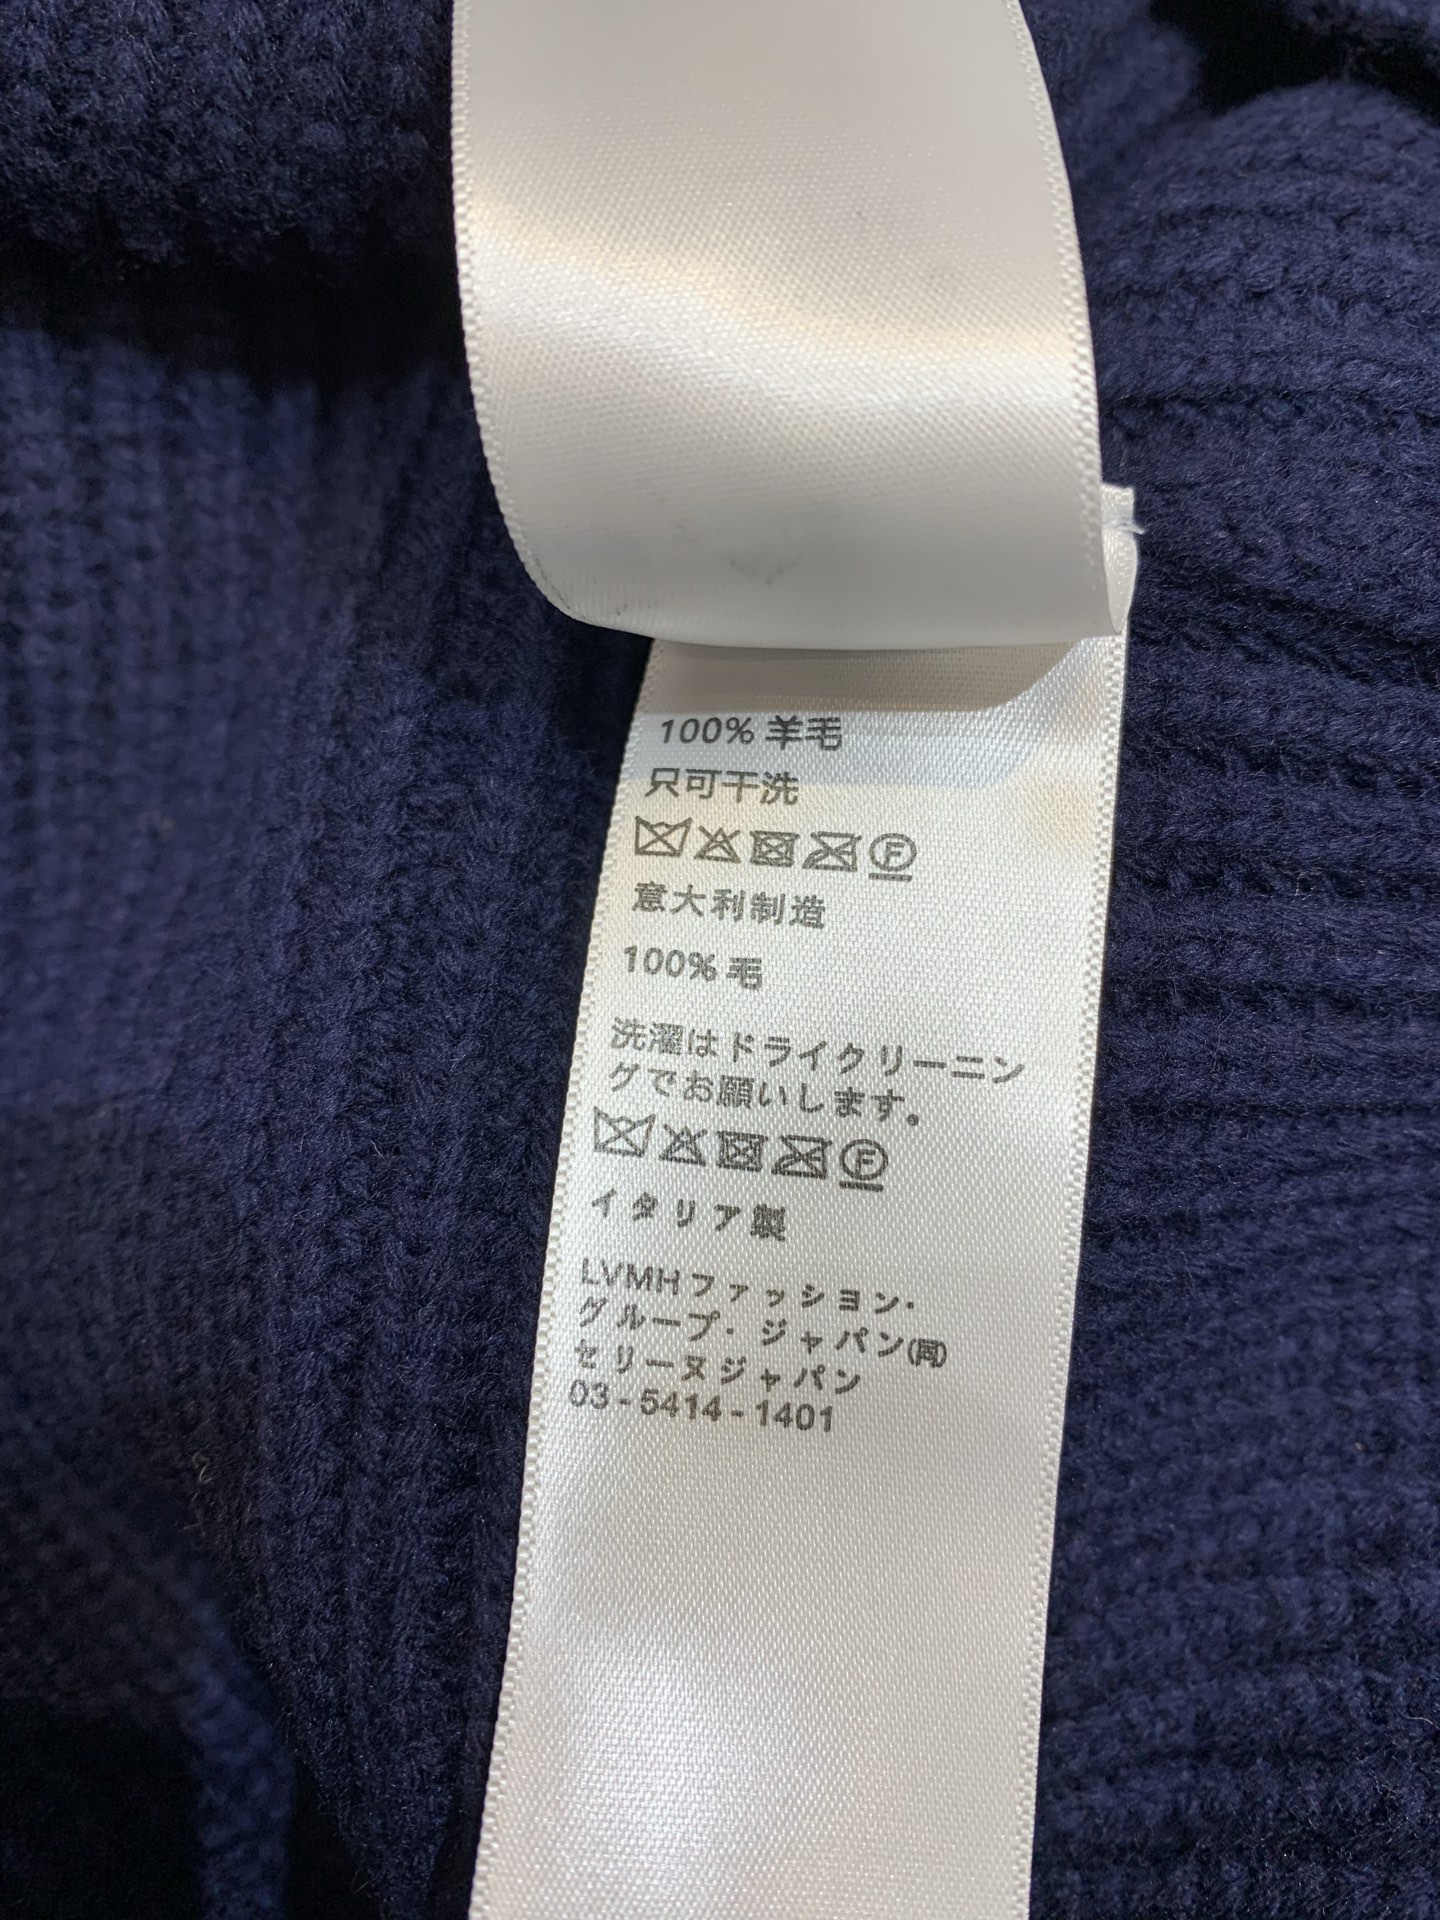 100% 羊毛
只可干洗
F
意大利制造
100% 毛
洗濯はドライクリーニン
グでお願いします。
F
イタリア製
LVMHファッション・
グループ・ジャパン(同)
セリーヌジャパン
03-5414-1401